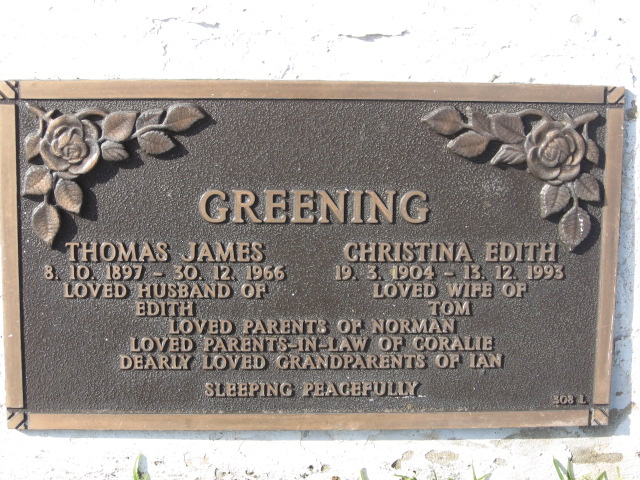 GREENING
THOMAS JAMES
8. 10. 1897 - 30. 12. 1966
LOVED HUSBAND OF
EDITH
CHRISTINA EDITH
19. 3. 1904 - 13. 12. 1993
LOVED WIFE OF
TOM
LOVED PARENTS OF NORMAN
LOVED PARENTS-IN-LAW OF CORALIE
DEARLY LOVED GRANDPARENTS OF IAN
SLEEPING PEACEFULLY
308 L